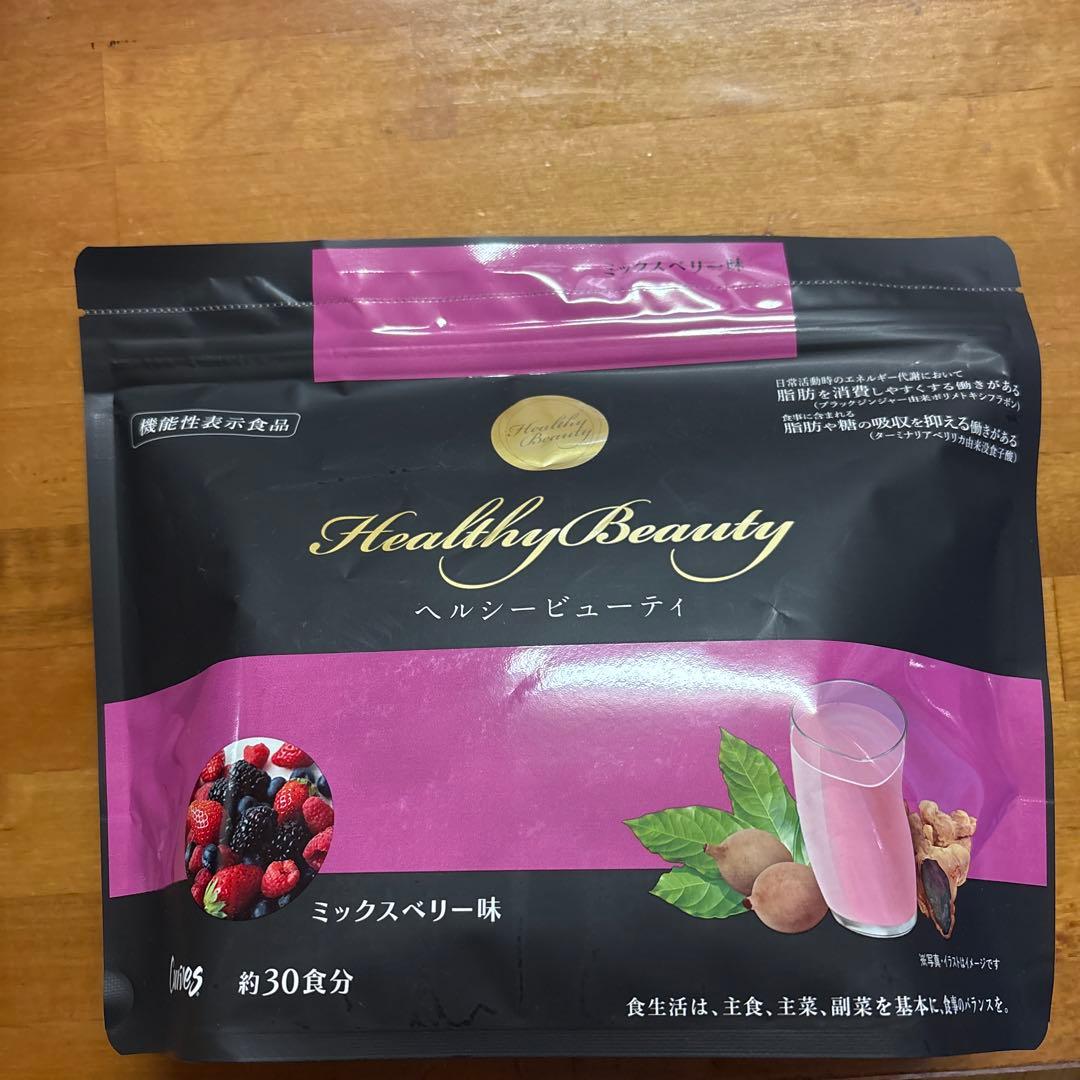 ミックスベリー味
機能性表示食品
日常活動時のエネルギー代謝において
脂肪を消費しやすくする働きがある
(ブラックジンジャー由来ポリメトキシフラボン)
食事に含まれる
脂肪や糖の吸収を抑える働きがある
(ターミナリアベリリカ由来没食子酸)
Healthy
Beauty
Healthy Beauty
ヘルシービューティ
ミックスベリー味
※写真・イラストはイメージです
Curves
約30食分
食生活は、主食、主菜、副菜を基本に、食事のバランスを。